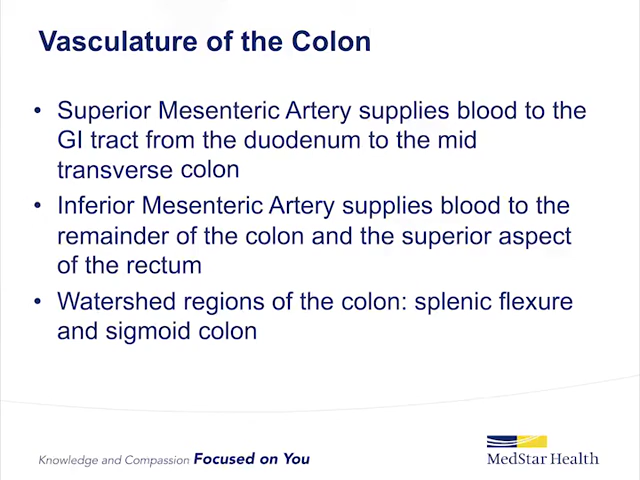 Vasculature of the Colon
• Superior Mesenteric Artery supplies blood to the
GI tract from the duodenum to the mid
transverse colon
• Inferior Mesenteric Artery supplies blood to the
remainder of the colon and the superior aspect
of the rectum
• Watershed regions of the colon: splenic flexure
and sigmoid colon
Knowledge and Compassion Focused on You
MedStar Health